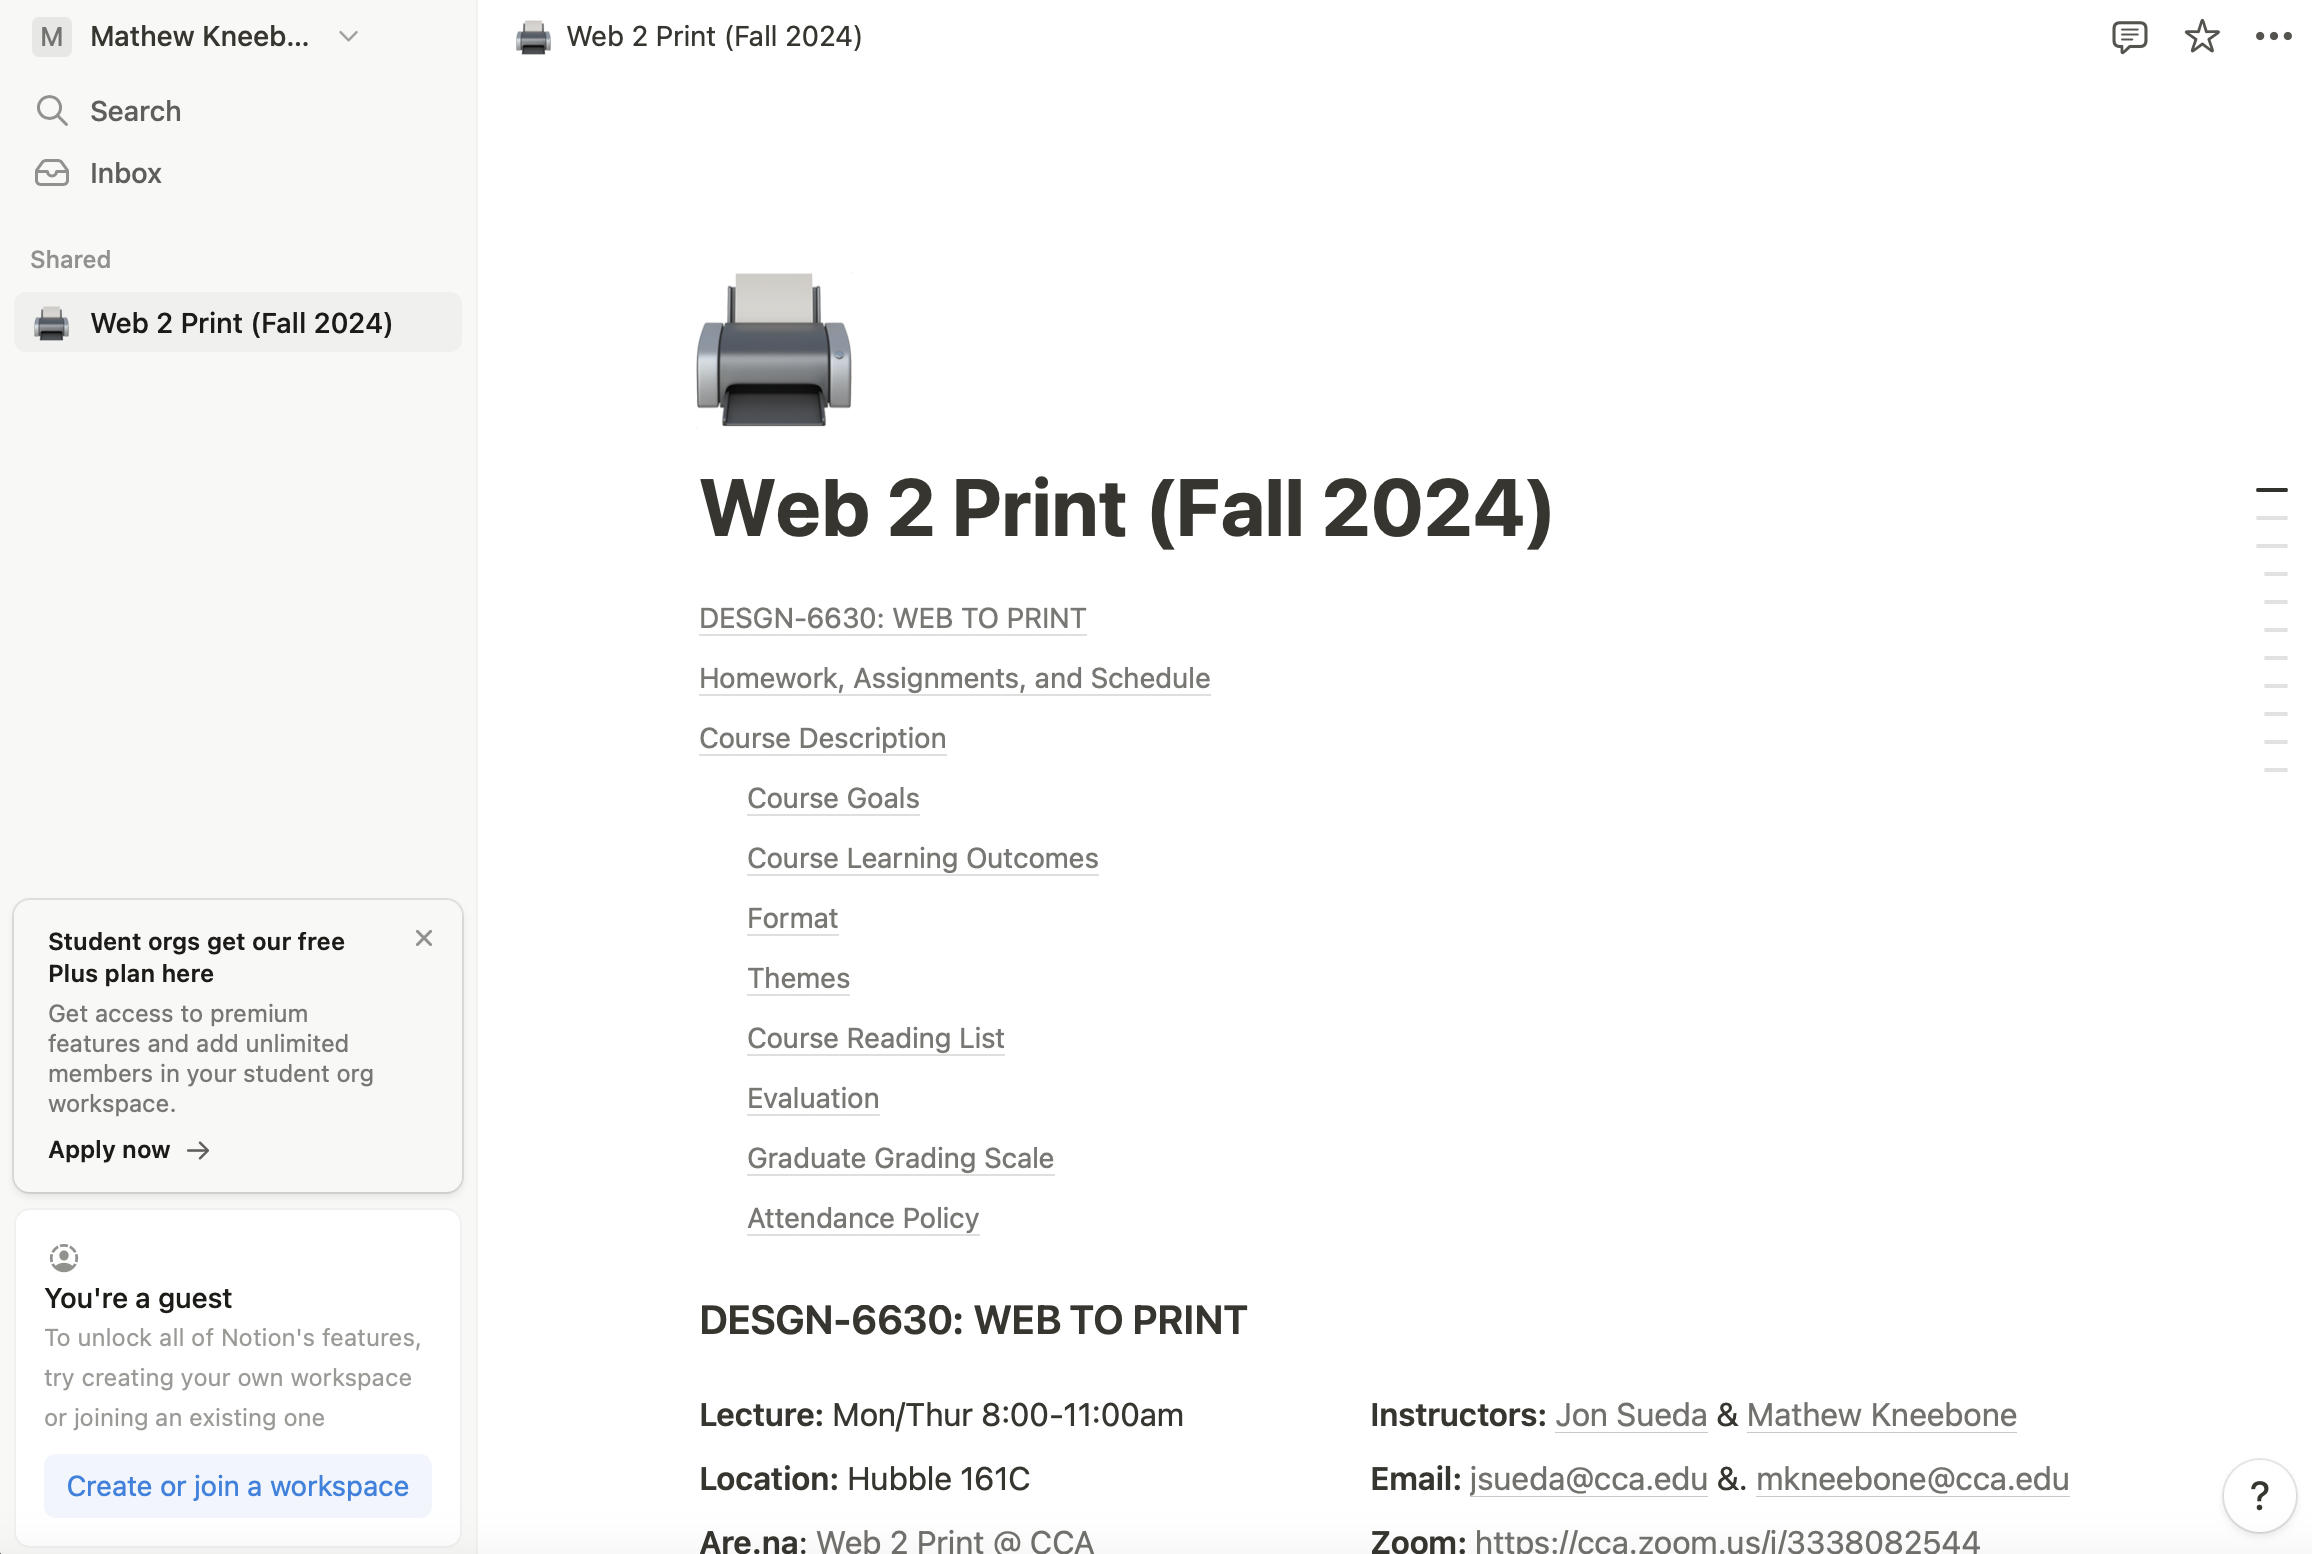 M Mathew Kneeb...
Search
Inbox
Shared
Web 2 Print (Fall 2024)
Student orgs get our free
Plus plan here
Get access to premium
features and add unlimited
members in your student org
workspace.
Apply now →
You're a guest
To unlock all of Notion's features,
try creating your own workspace
or joining an existing one
Create or join a workspace
Web 2 Print (Fall 2024)
Web 2 Print (Fall 2024)
DESGN-6630: WEB TO PRINT
Homework, Assignments, and Schedule
Course Description
Course Goals
Course Learning Outcomes
Format
Themes
Course Reading List
Evaluation
Graduate Grading Scale
Attendance Policy
DESGN-6630: WEB TO PRINT
Lecture: Mon/Thur 8:00-11:00am
Location: Hubble 161C
Are.na: Web 2 Print @ CCA
Instructors: Jon Sueda & Mathew Kneebone
Email: jsueda@cca.edu &. mkneebone@cca.edu
Zoom: https://cca.zoom.us/j/3338082544
?